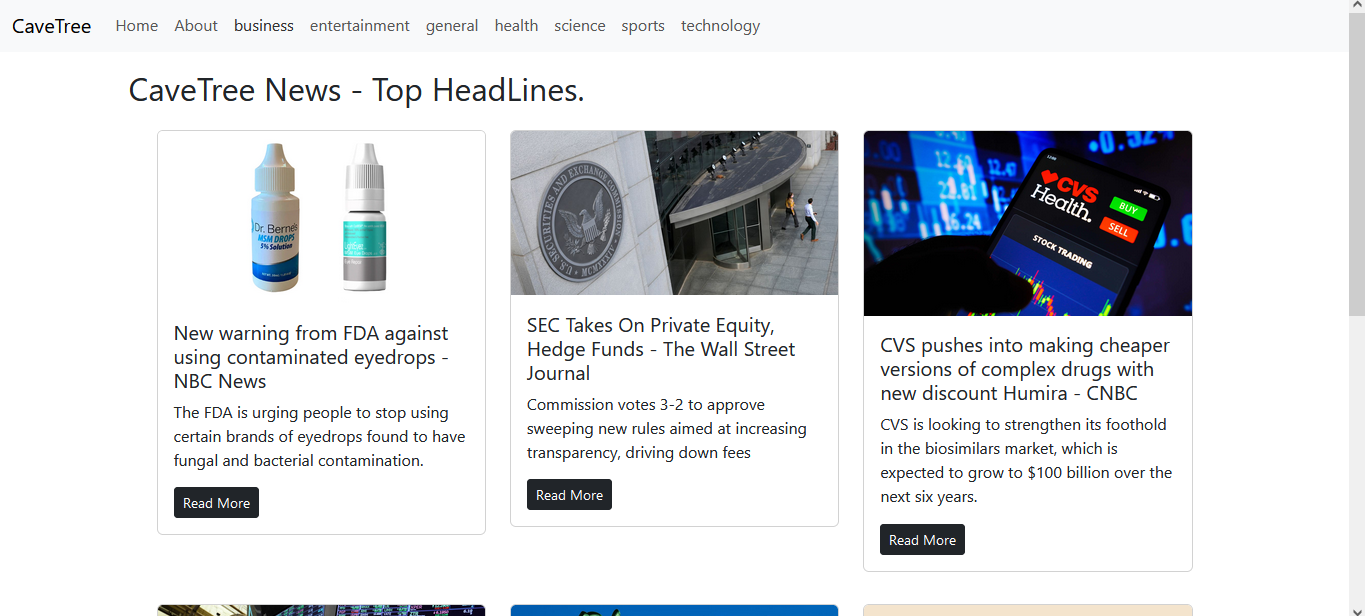 CaveTree Home About business entertainment general health science sports technology
CaveTree News - Top HeadLines.
Dr. Berne's
MSM DROPS
5% Solution
New warning from FDA against
using contaminated eyedrops -
NBC News
The FDA is urging people to stop using
certain brands of eyedrops found to have
fungal and bacterial contamination.
Read More
SECURITIES AND EXCHANGE COMMISSION
SEC Takes On Private Equity,
Hedge Funds - The Wall Street
Journal
Commission votes 3-2 to approve
sweeping new rules aimed at increasing
transparency, driving down fees
Read More
CVS
Health.
BUY
SELL
STOCK TRADING
CVS pushes into making cheaper
versions of complex drugs with
new discount Humira - CNBC
CVS is looking to strengthen its foothold
in the biosimilars market, which is
expected to grow to $100 billion over the
next six years.
Read More